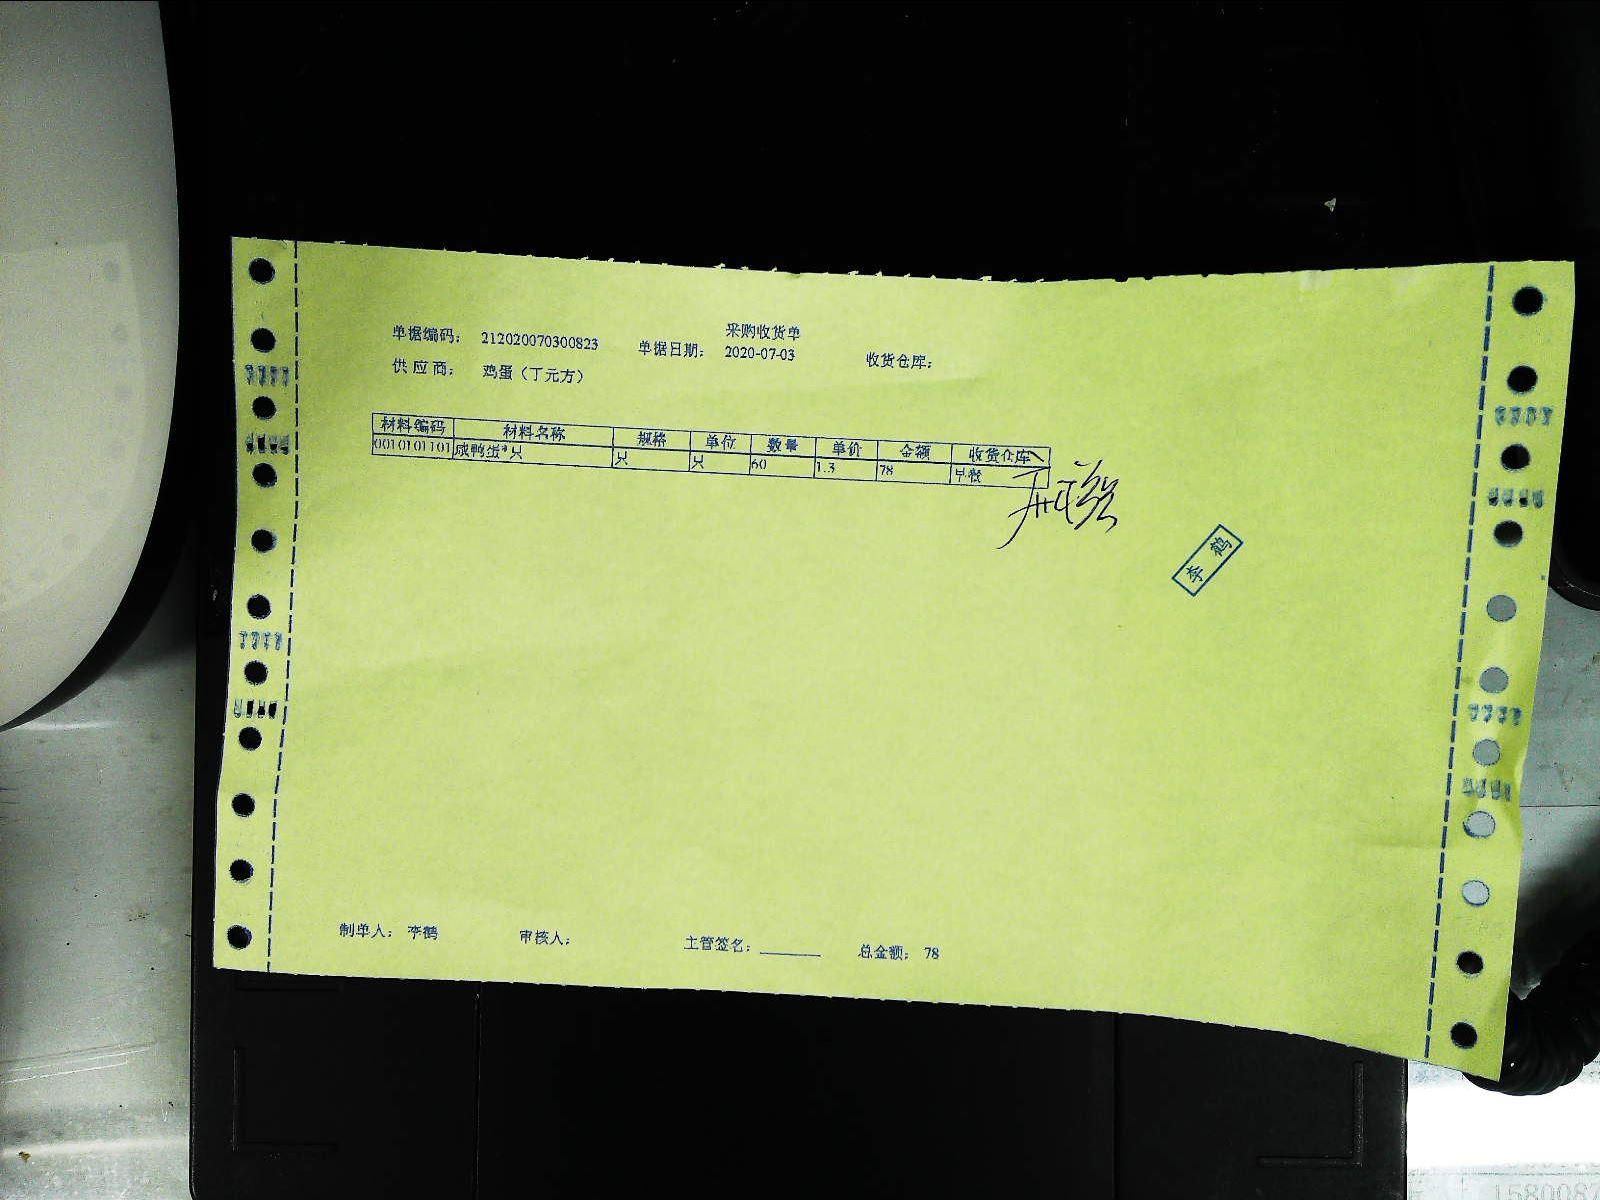 采购收货单
单据编码： 212020070300823 单据日期： 2020-07-03 收货仓库：
供应商： 鸡蛋（丁元方）
材料编码 材料名称 规格 单位 数量 单价 金额 收货仓库
0010101101 咸鸭蛋*只 只 只 60 1.3 78 早餐
李鹤
制单人： 李鹤 审核人： 主管签名： 总金额： 78
1580087